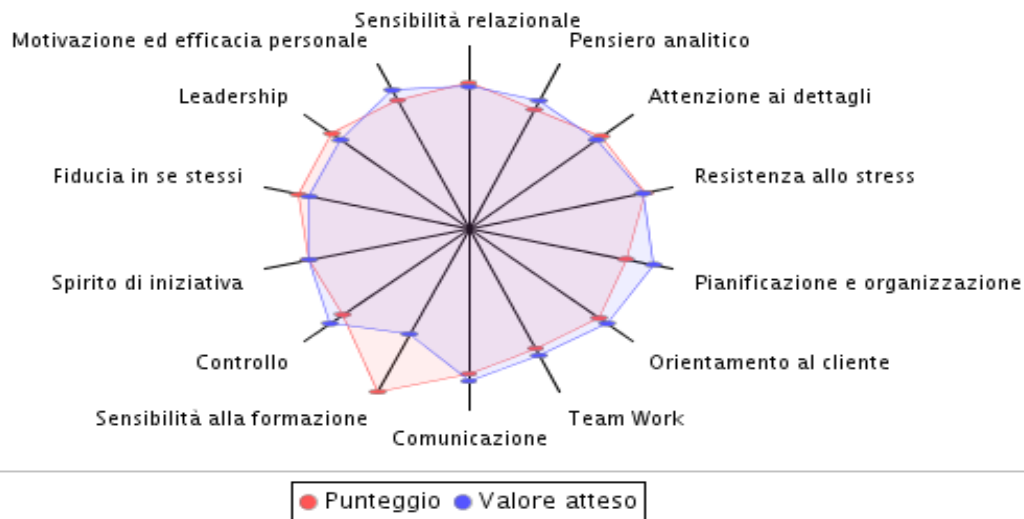 Sensibilità relazionale
Motivazione ed efficacia personale
Pensiero analitico
Leadership
Attenzione ai dettagli
Fiducia in se stessi
Resistenza allo stress
Spirito di iniziativa
Pianificazione e organizzazione
Controllo
Orientamento al cliente
Sensibilità alla formazione
Team Work
Comunicazione
Punteggio Valore atteso